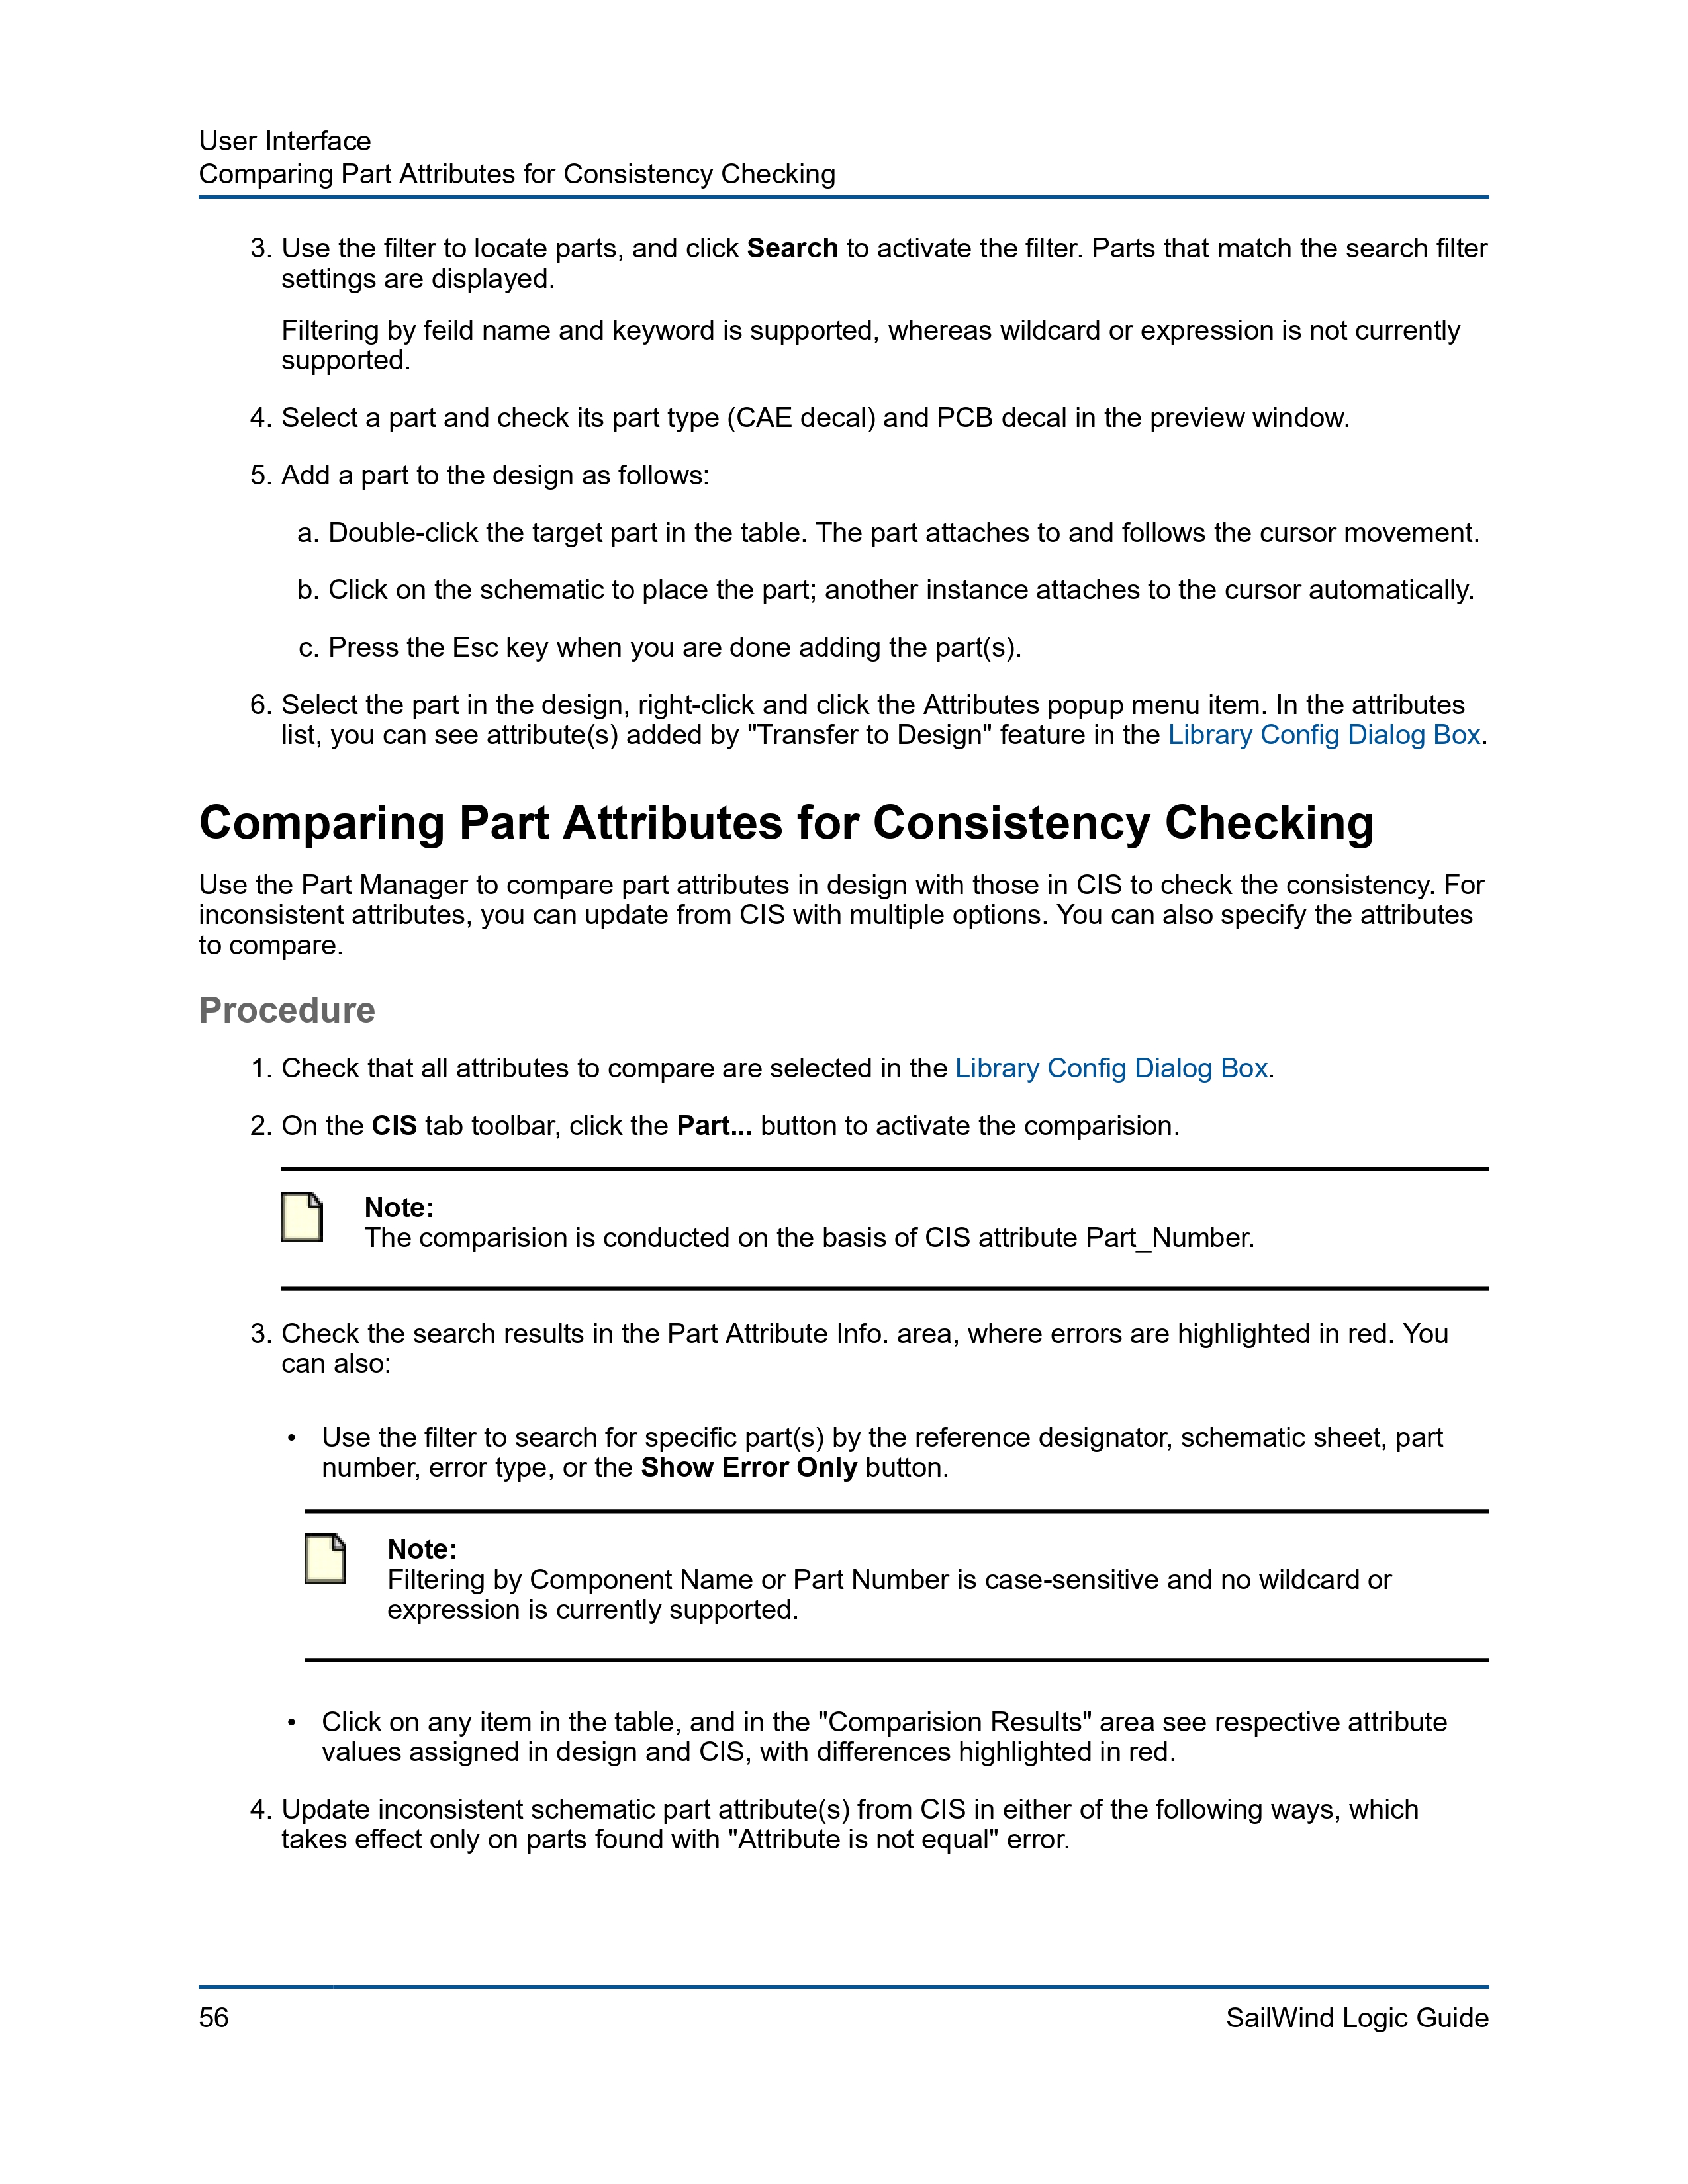 User Interface
Comparing Part Attributes for Consistency Checking
3. Use the filter to locate parts, and click Search to activate the filter. Parts that match the search filter
settings are displayed.
Filtering by feild name and keyword is supported, whereas wildcard or expression is not currently
supported.
4. Select a part and check its part type (CAE decal) and PCB decal in the preview window.
5. Add a part to the design as follows:
a. Double-click the target part in the table. The part attaches to and follows the cursor movement.
b. Click on the schematic to place the part; another instance attaches to the cursor automatically.
c. Press the Esc key when you are done adding the part(s).
6. Select the part in the design, right-click and click the Attributes popup menu item. In the attributes
list, you can see attribute(s) added by "Transfer to Design" feature in the Library Config Dialog Box.
Comparing Part Attributes for Consistency Checking
Use the Part Manager to compare part attributes in design with those in CIS to check the consistency. For
inconsistent attributes, you can update from CIS with multiple options. You can also specify the attributes
to compare.
Procedure
1. Check that all attributes to compare are selected in the Library Config Dialog Box.
2. On the CIS tab toolbar, click the Part... button to activate the comparision.
Note:
The comparision is conducted on the basis of CIS attribute Part_Number.
3. Check the search results in the Part Attribute Info. area, where errors are highlighted in red. You
can also:
• Use the filter to search for specific part(s) by the reference designator, schematic sheet, part
number, error type, or the Show Error Only button.
Note:
Filtering by Component Name or Part Number is case-sensitive and no wildcard or
expression is currently supported.
• Click on any item in the table, and in the "Comparision Results" area see respective attribute
values assigned in design and CIS, with differences highlighted in red.
4. Update inconsistent schematic part attribute(s) from CIS in either of the following ways, which
takes effect only on parts found with "Attribute is not equal" error.
56
SailWind Logic Guide